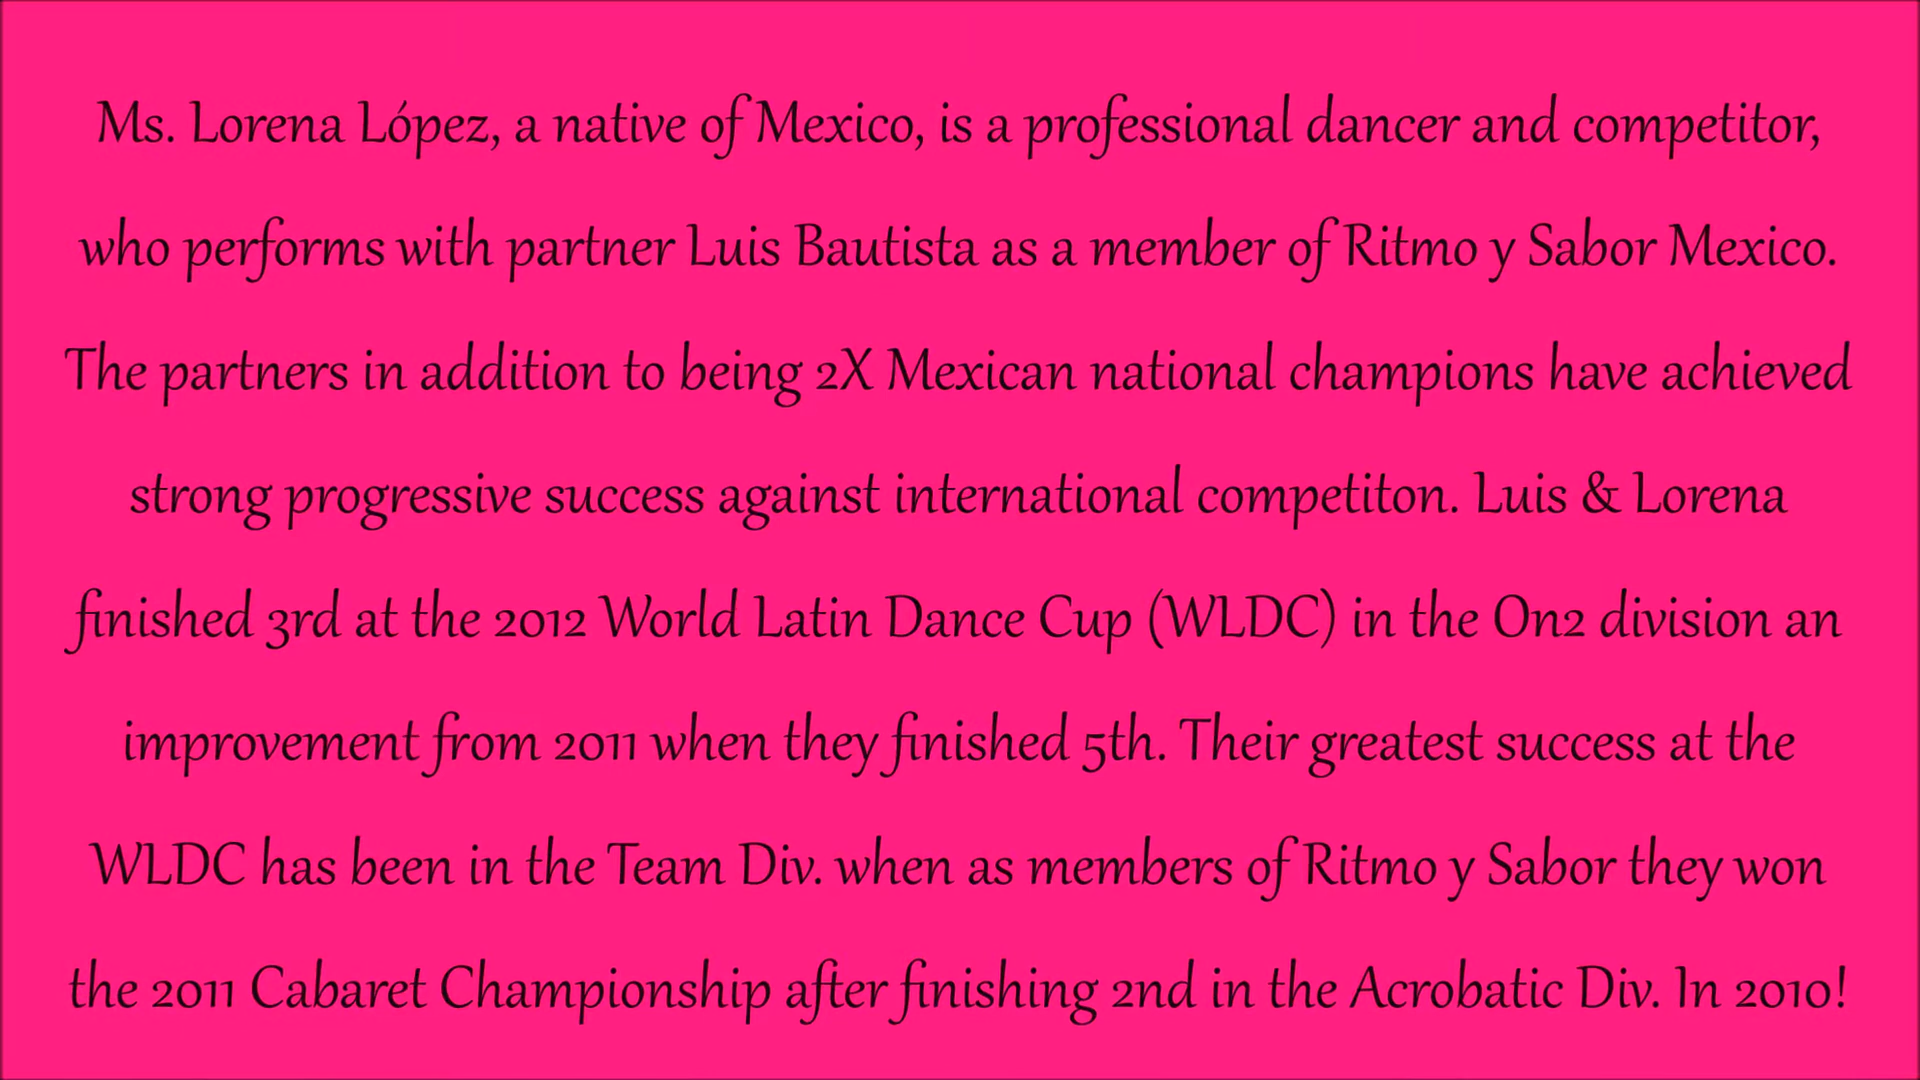 Ms. Lorena López, a native of Mexico, is a professional dancer and competitor,
who performs with partner Luis Bautista as a member of Ritmo y Sabor Mexico.
The partners in addition to being 2X Mexican national champions have achieved
strong progressive success against international competiton. Luis & Lorena
finished 3rd at the 2012 World Latin Dance Cup (WLDC) in the On2 division an
improvement from 2011 when they finished 5th. Their greatest success at the
WLDC has been in the Team Div. when as members of Ritmo y Sabor they won
the 2011 Cabaret Championship after finishing 2nd in the Acrobatic Div. In 2010!